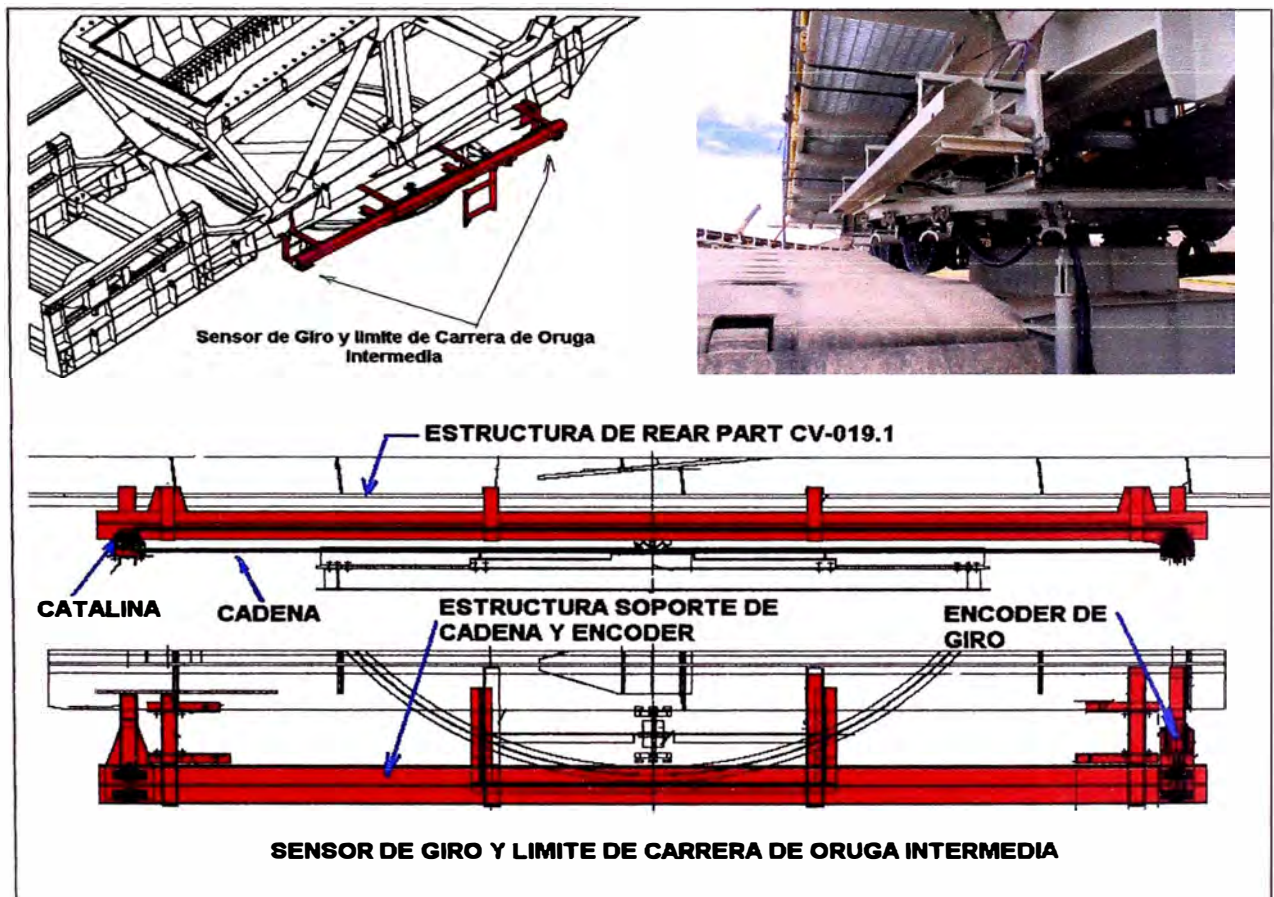 Sensor de Giro y limite de Carrera de Oruga
Intermedia
ESTRUCTURA DE REAR PART CV-019.1
CATALINA
CADENA
ESTRUCTURA SOPORTE DE
CADENA Y ENCODER
ENCODER DE
GIRO
SENSOR DE GIRO Y LIMITE DE CARRERA DE ORUGA INTERMEDIA